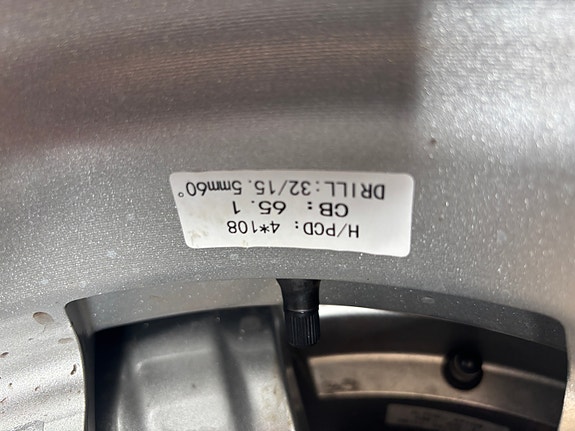 H/PCD: 4*108
CB: 65.1
DRILL:32/15.5mm60°